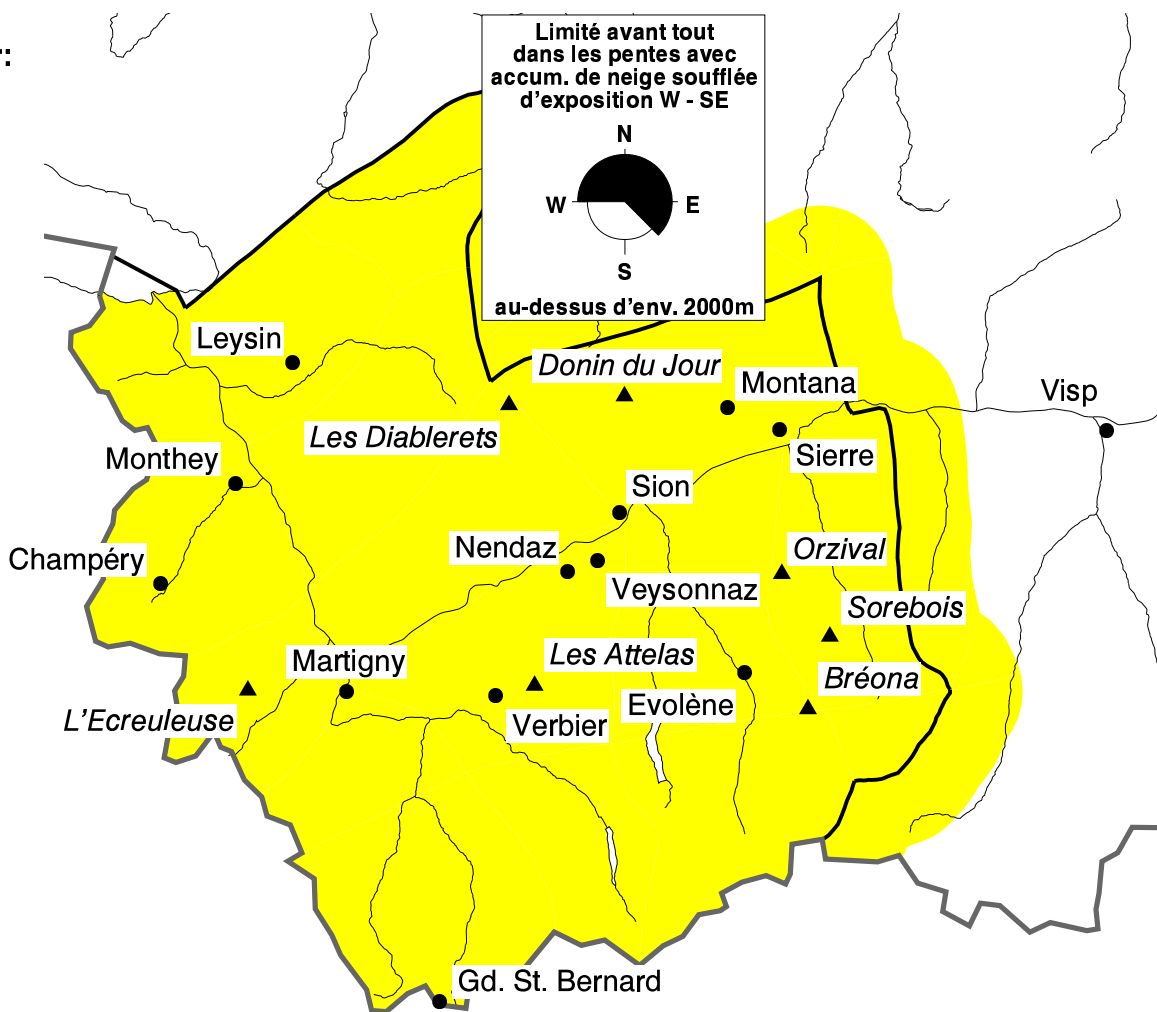 Limité avant tout
dans les pentes avec
accum. de neige soufflée
d'exposition W - SE
N
W E
S
au-dessus d'env. 2000m
Leysin
Donin du Jour
Montana
Visp
Les Diablerets
Sierre
Monthey
Sion
Nendaz
Orzival
Champéry
Veysonnaz
Sorebois
Les Attelas
Martigny
Bréona
Evolène
L'Ecreuleuse
Verbier
Gd. St. Bernard